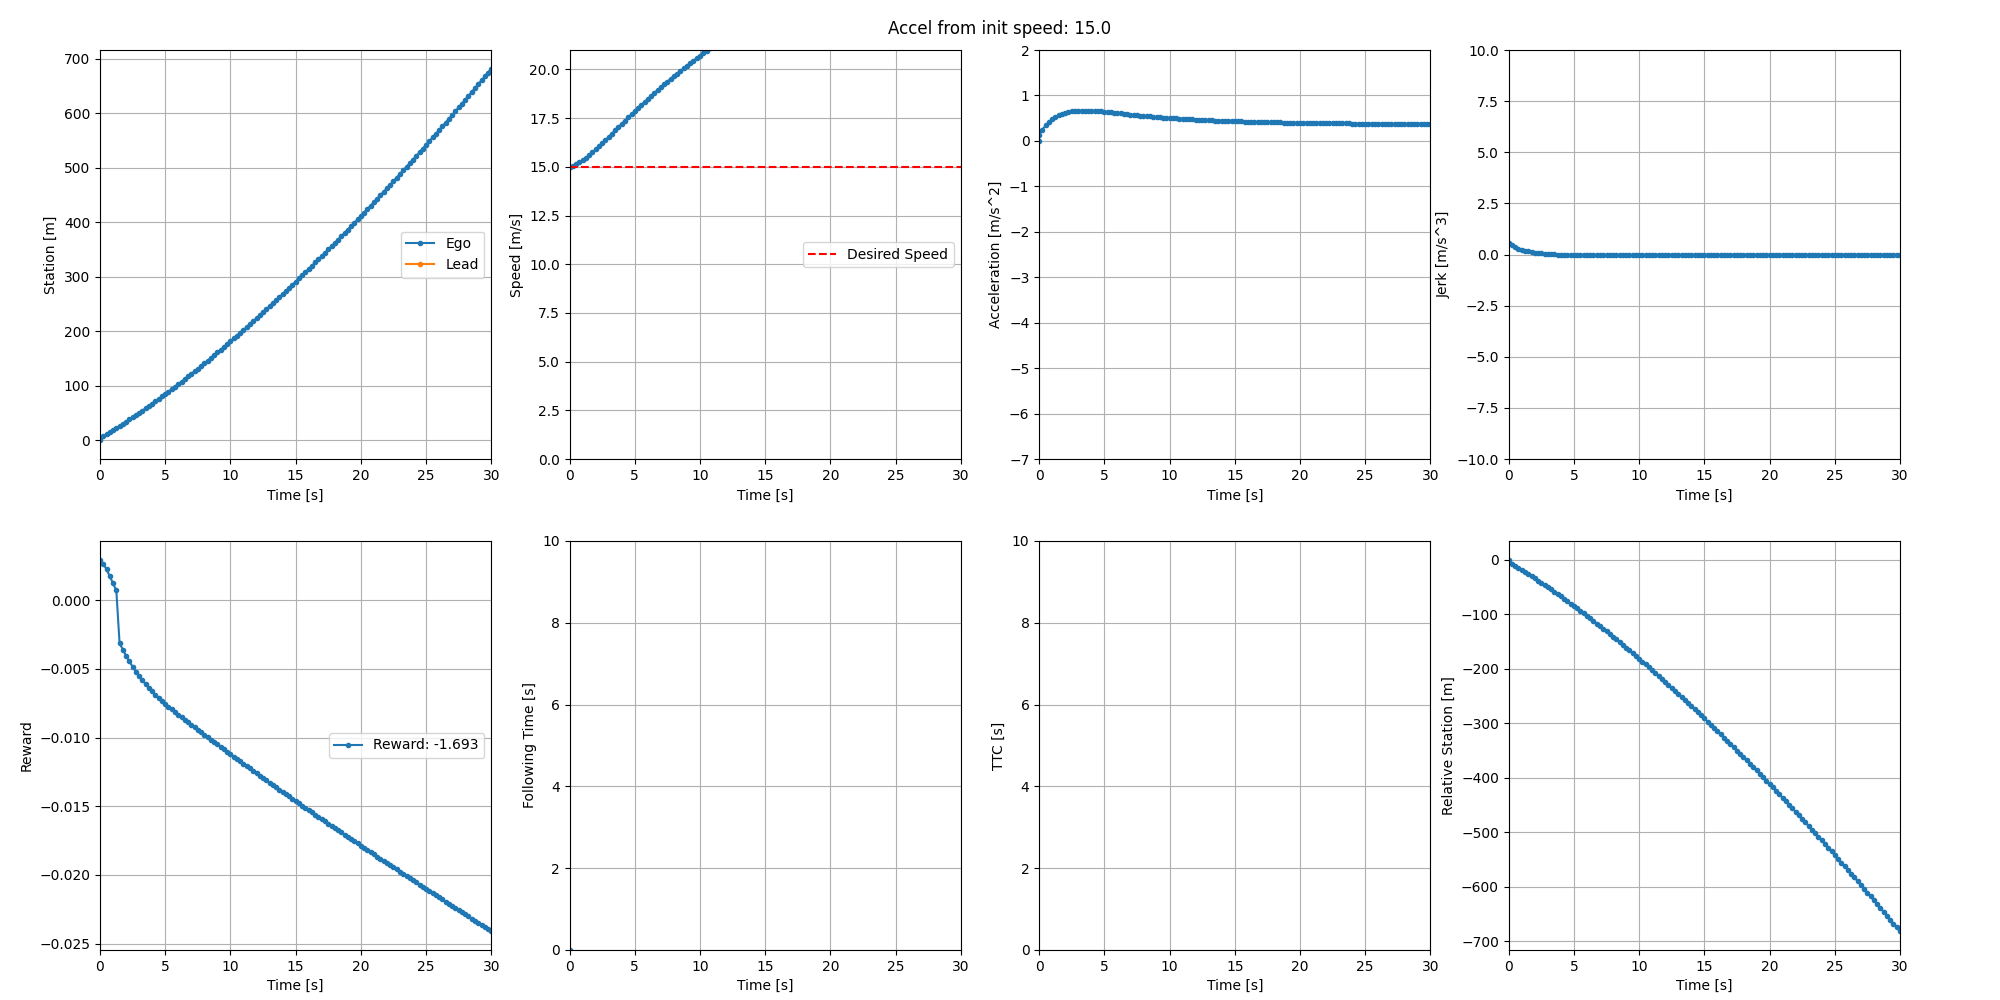 Accel from init speed: 15.0
Station [m]
700
600
500
400
300
200
100
0
0 5 10 15 20 25 30
Time [s]
Ego
Lead
Speed [m/s]
20.0
17.5
15.0
12.5
10.0
7.5
5.0
2.5
0.0
0 5 10 15 20 25 30
Time [s]
Desired Speed
Acceleration [m/s^2]
2
1
0
−1
−2
−3
−4
−5
−6
−7
0 5 10 15 20 25 30
Time [s]
Jerk [m/s^3]
10.0
7.5
5.0
2.5
0.0
−2.5
−5.0
−7.5
−10.0
0 5 10 15 20 25 30
Time [s]
Reward
0.000
−0.005
−0.010
−0.015
−0.020
−0.025
0 5 10 15 20 25 30
Time [s]
Reward: -1.693
Following Time [s]
10
8
6
4
2
0
0 5 10 15 20 25 30
Time [s]
TTC [s]
10
8
6
4
2
0
0 5 10 15 20 25 30
Time [s]
Relative Station [m]
0
−100
−200
−300
−400
−500
−600
−700
0 5 10 15 20 25 30
Time [s]